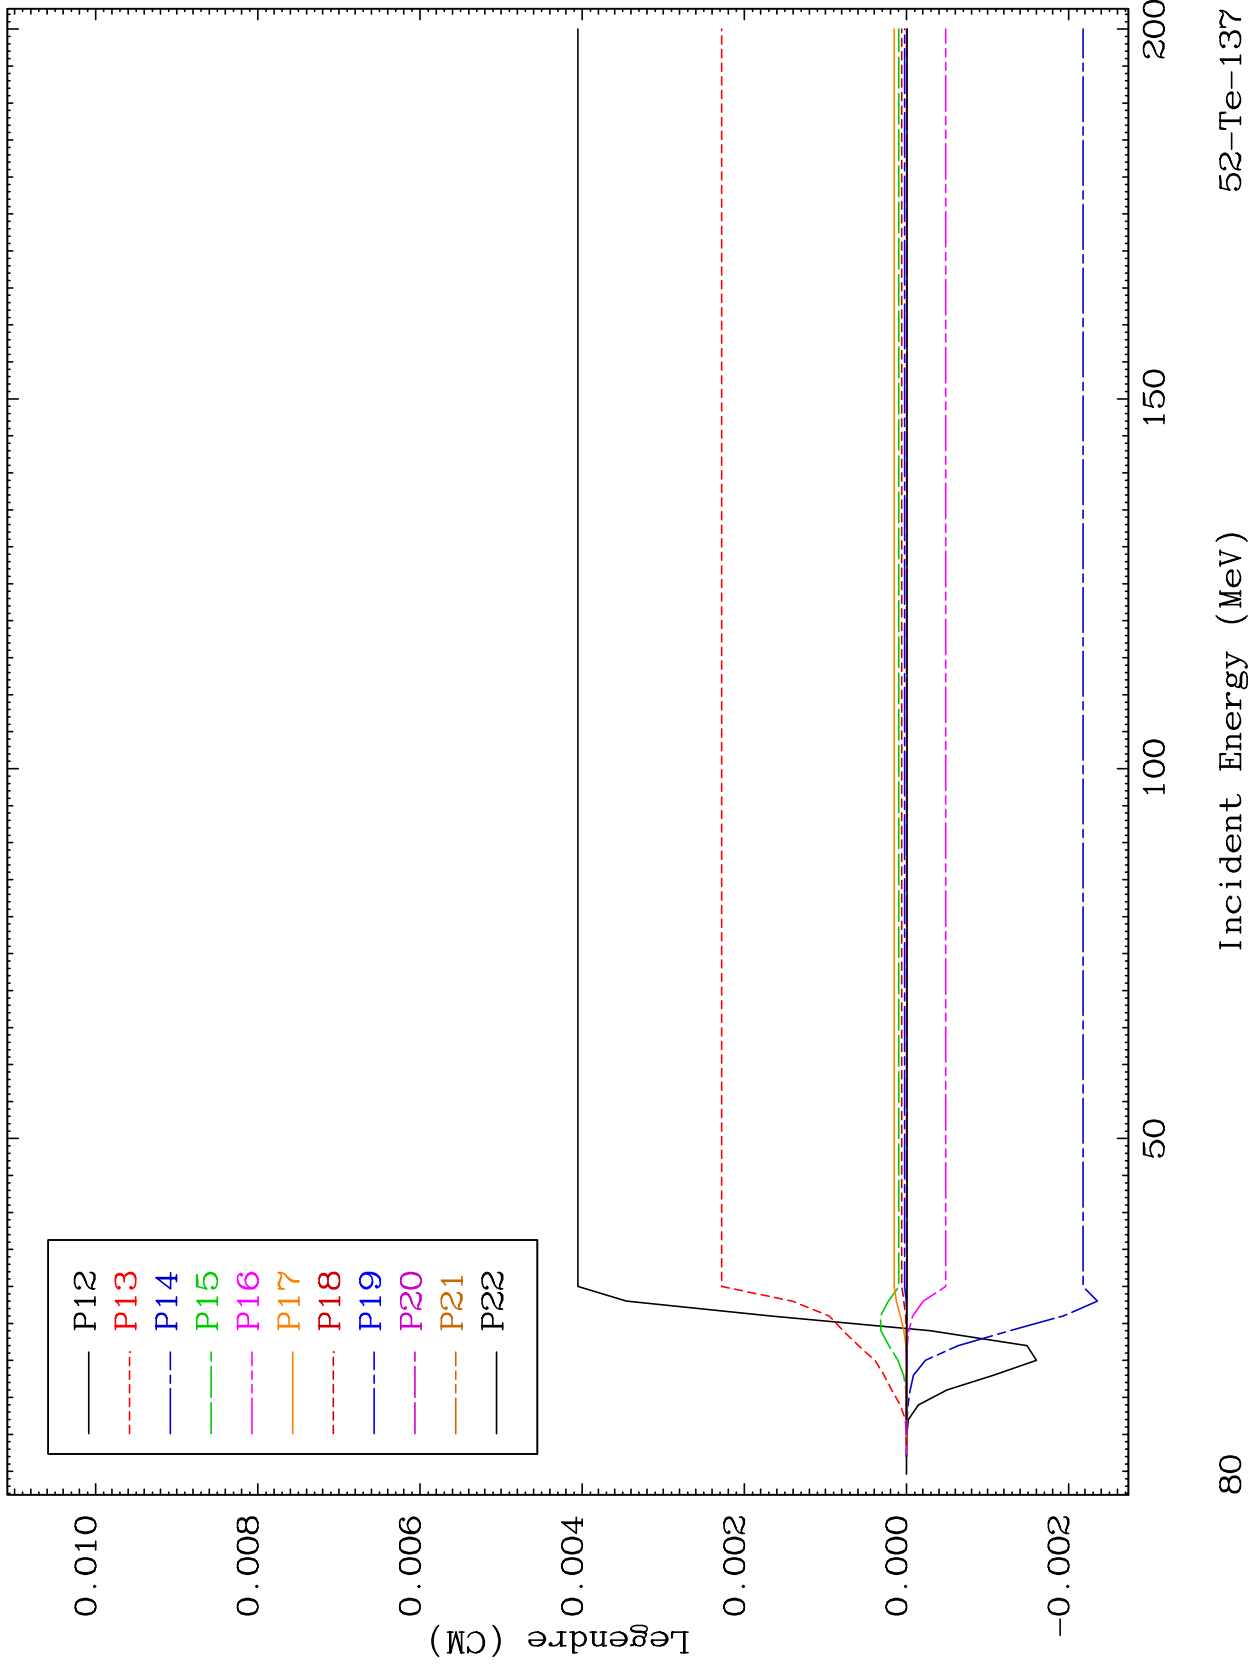 P12
P13
P14
P15
P16
P17
P18
P19
P20
P21
P22
0.010
0.008
0.006
0.004
0.002
0.000
-0.002
Legendre (CM)
50
100
150
200
80
Incident Energy (MeV)
52-Te-137